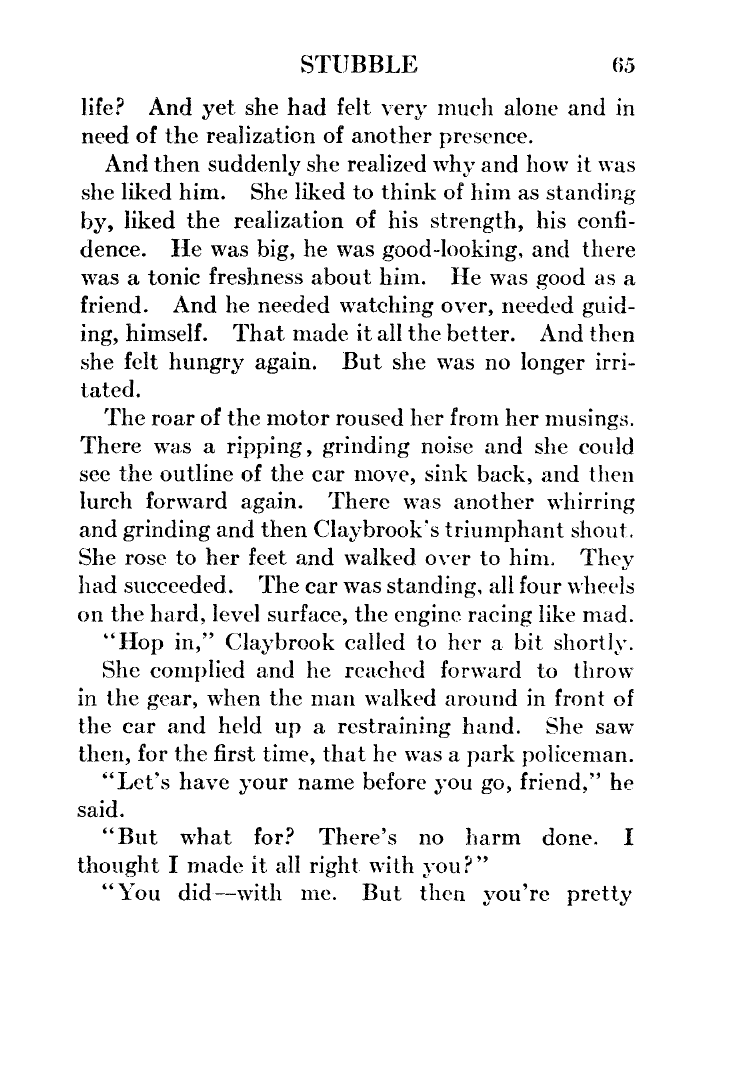 STUBBLE 65
life? And yet she had felt very much alone and in
need of the realization of another presence.
And then suddenly she realized why and how it was
she liked him. She liked to think of him as standing
by, liked the realization of his strength, his confi-
dence. He was big, he was good-looking, and there
was a tonic freshness about him. He was good as a
friend. And he needed watching over, needed guid-
ing, himself. That made it all the better. And then
she felt hungry again. But she was no longer irri-
tated.
The roar of the motor roused her from her musings.
There was a ripping, grinding noise and she could
see the outline of the car move, sink back, and then
lurch forward again. There was another whirring
and grinding and then Claybrook's triumphant shout.
She rose to her feet and walked over to him. They
had succeeded. The car was standing, all four wheels
on the hard, level surface, the engine racing like mad.
"Hop in," Claybrook called to her a bit shortly.
She complied and he reached forward to throw
in the gear, when the man walked around in front of
the car and held up a restraining hand. She saw
then, for the first time, that he was a park policeman.
"Let's have your name before you go, friend," he
said.
"But what for? There's no harm done. I
thought I made it all right with you?"
"You did—with me. But then you're pretty